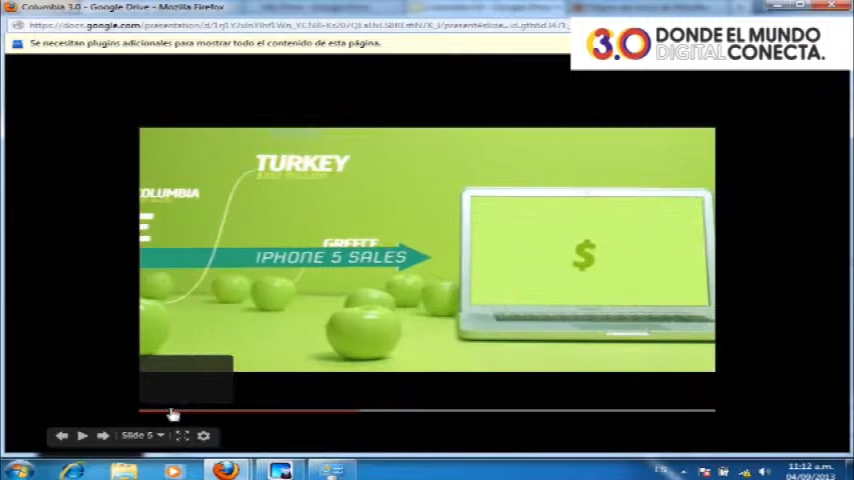 Columbia 3.0 - Google Drive - Mozilla Firefox
Se necesitan plugins adicionales para mostrar todo el contenido de esta página.
3.0 DONDE EL MUNDO
DIGITAL CONECTA.
TURKEY
COLUMBIA
E
GREECE
IPHONE 5 SALES
$
Slide 5
ES
11:12 a.m.
04/09/2013